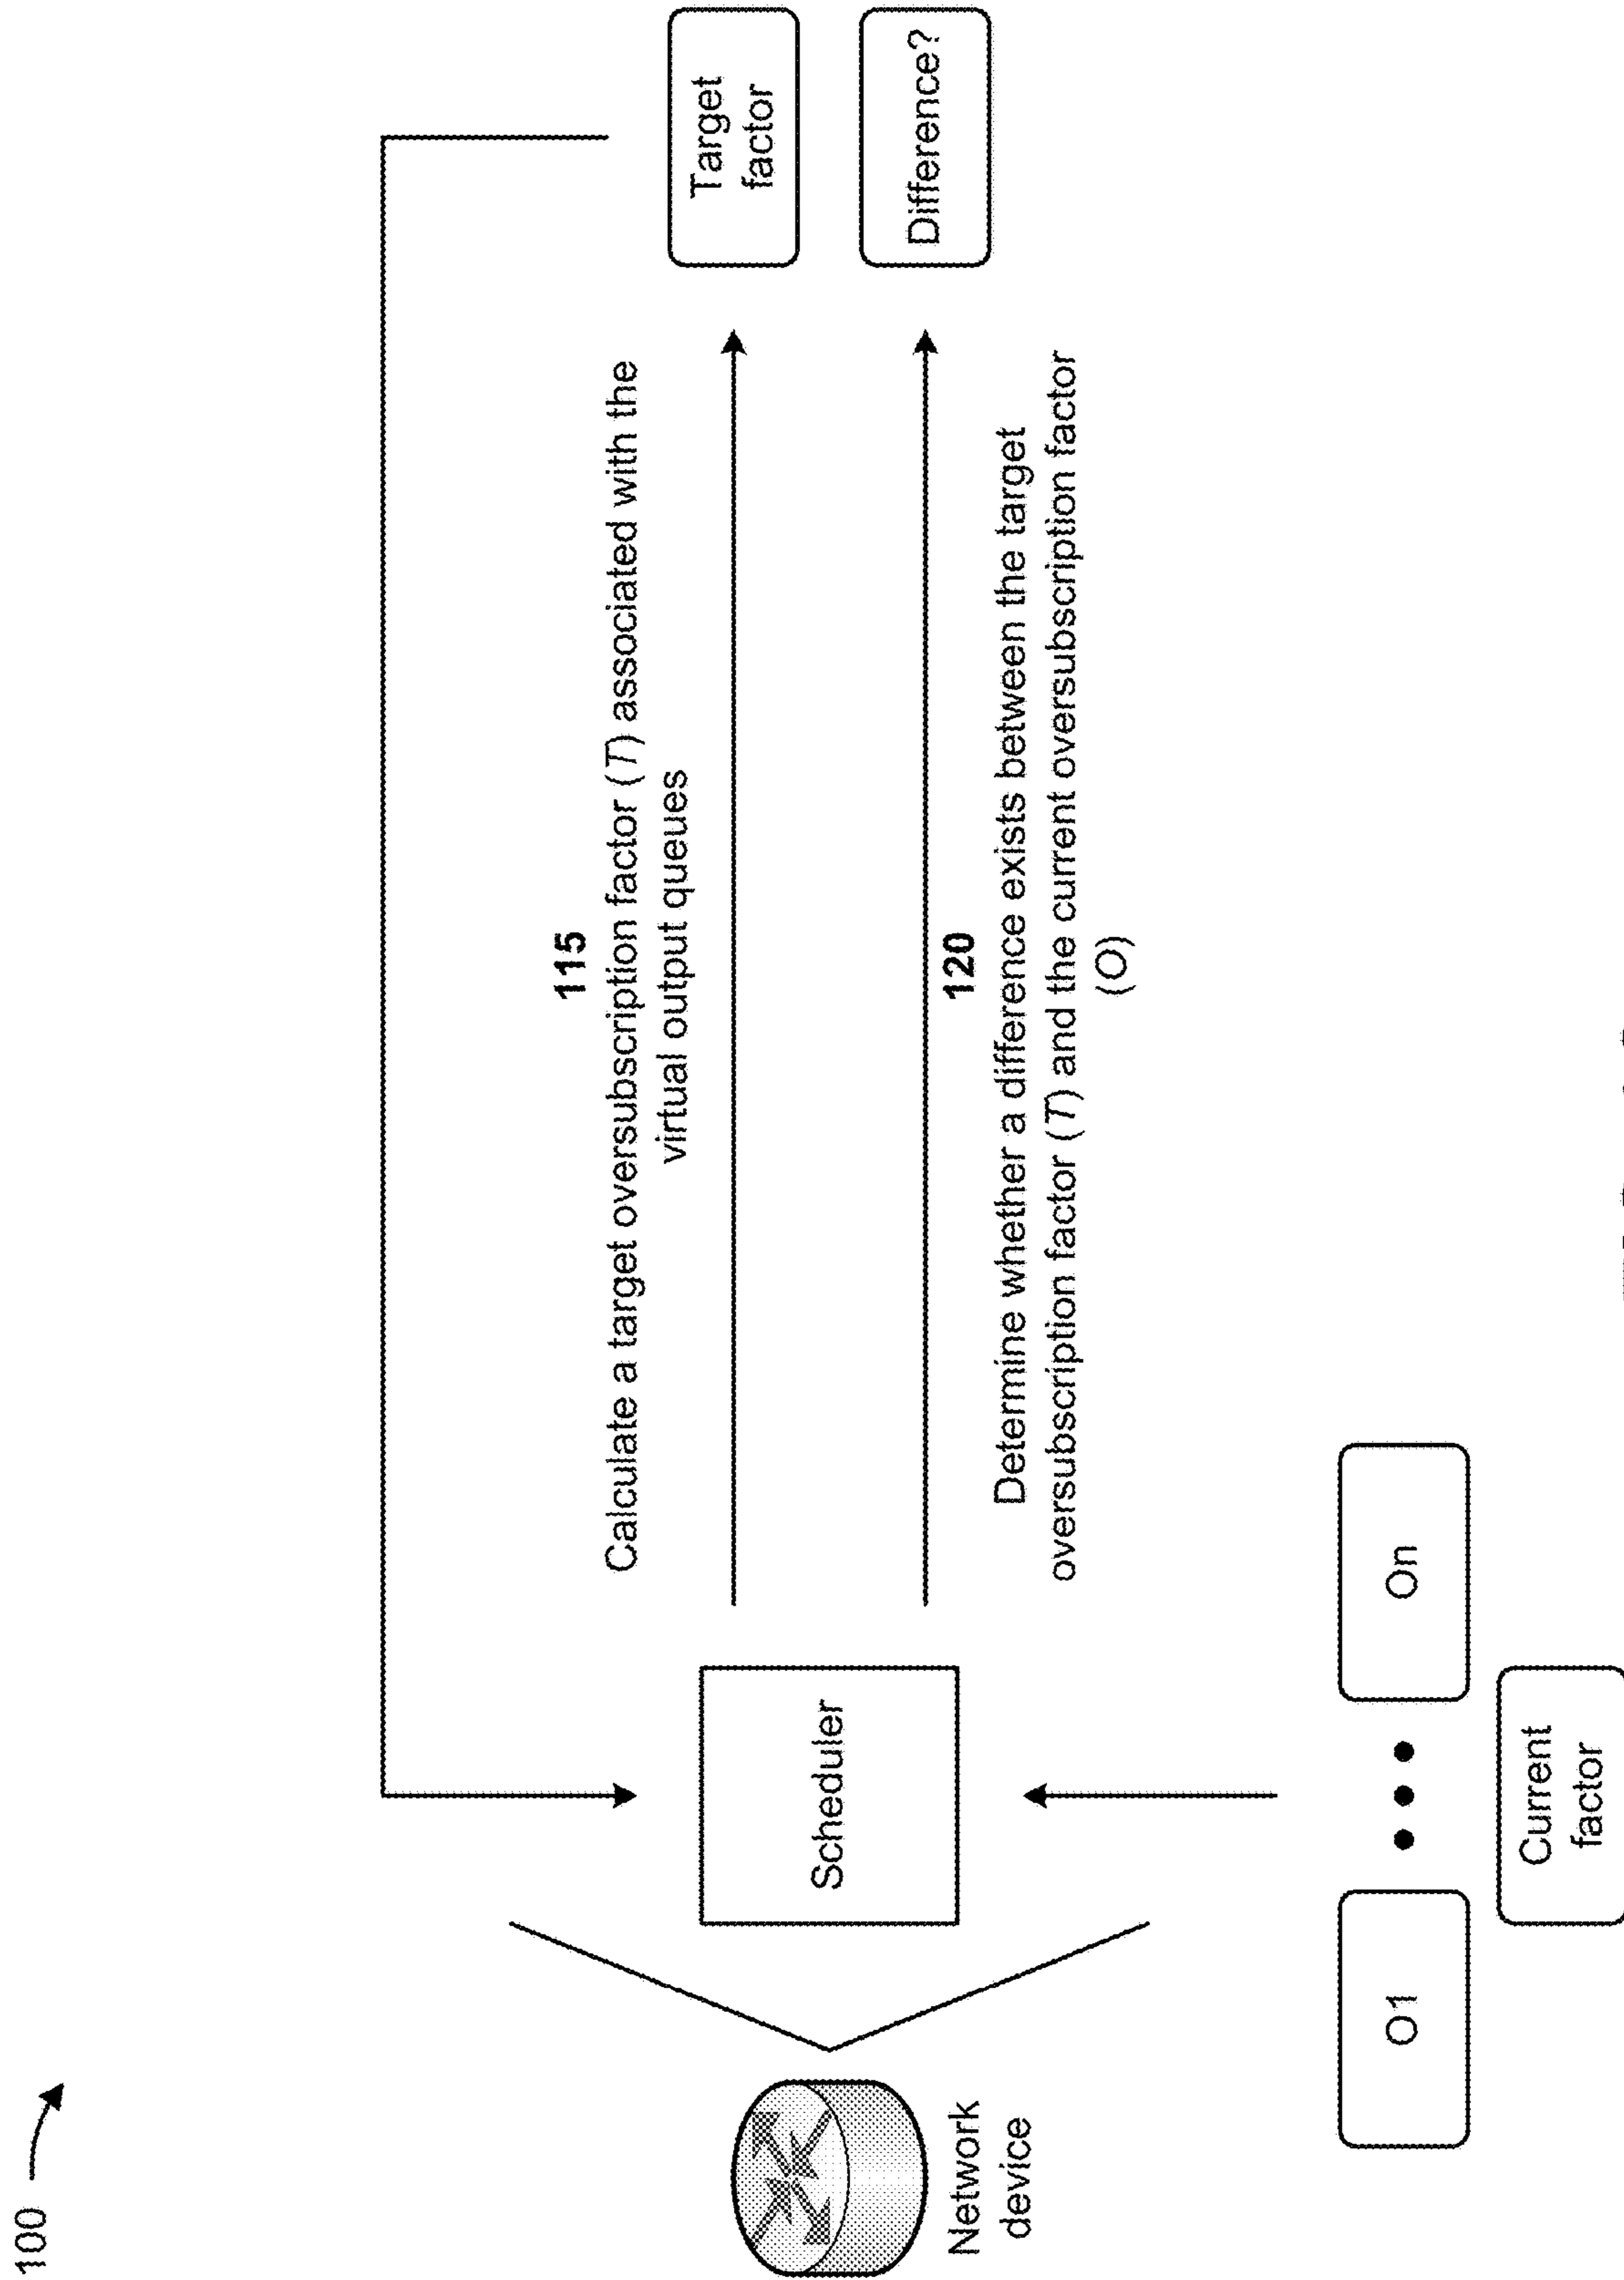 100
115
Calculate a target oversubscription factor (T) associated with the
virtual output queues
Target
factor
Scheduler
Difference?
120
Determine whether a difference exists between the target
oversubscription factor (T) and the current oversubscription factor
(O)
Network
device
O1
On
Current
factor